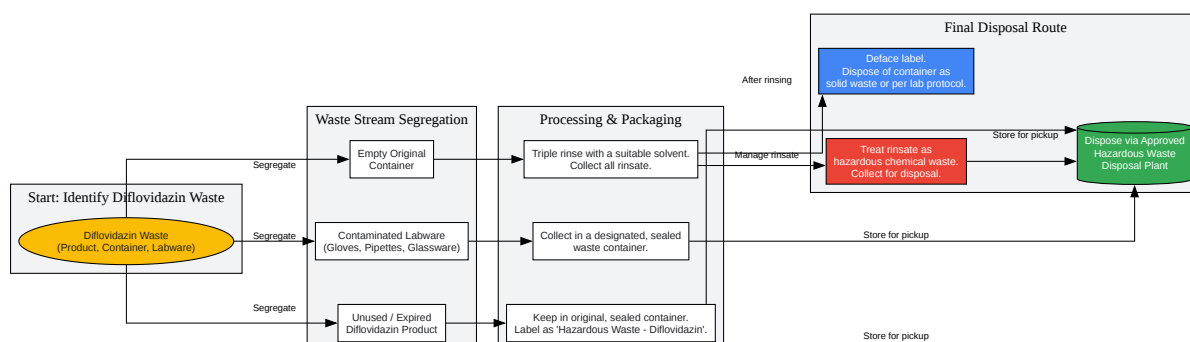 Final Disposal Route
Deface label.
Dispose of container as
solid waste or per lab protocol.
After rinsing
Waste Stream Segregation
Processing & Packaging
Empty Original
Container
Triple rinse with a suitable solvent.
Collect all rinsate.
Segregate
Manage rinsate
Treat rinsate as
hazardous chemical waste.
Collect for disposal.
Store for pickup
Dispose via Approved
Hazardous Waste
Disposal Plant
Start: Identify Diflovidazin Waste
Diflovidazin Waste
(Product, Container, Labware)
Segregate
Contaminated Labware
(Gloves, Pipettes, Glassware)
Collect in a designated, sealed
waste container.
Store for pickup
Segregate
Unused / Expired
Diflovidazin Product
Keep in original, sealed container.
Label as 'Hazardous Waste - Diflovidazin'.
Store for pickup